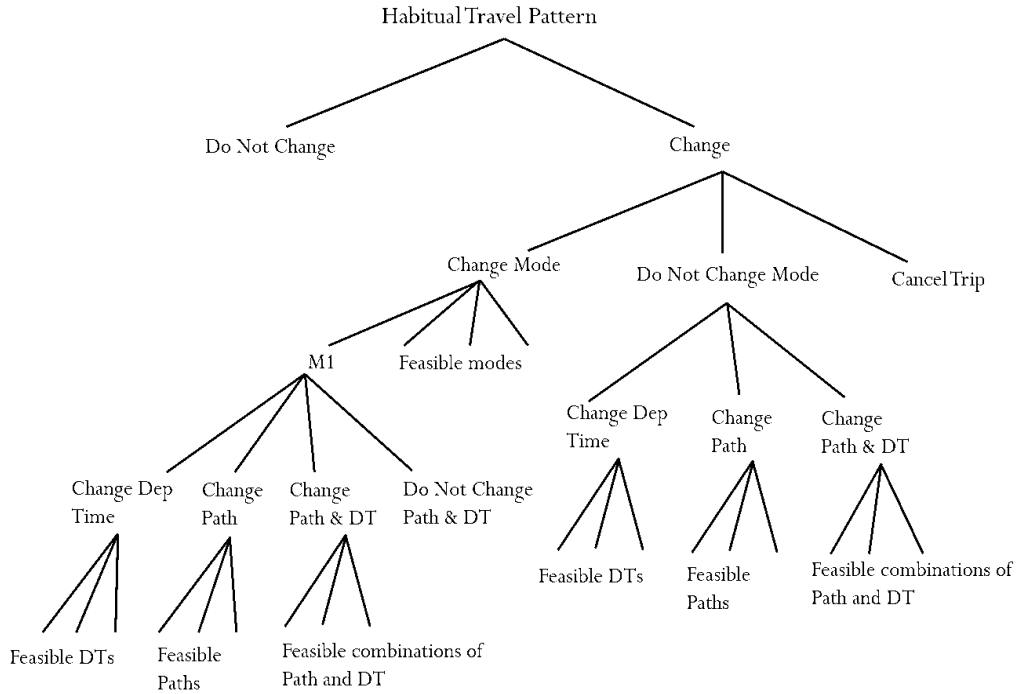 Habitual Travel Pattern
Do Not Change
Change
Change Mode
Do Not Change Mode
Cancel Trip
M1
Feasible modes
Change Dep
Time
Change
Path
Change
Path & DT
Change Dep
Time
Change
Path
Change
Path & DT
Do Not Change
Path & DT
Feasible DTs
Feasible
Paths
Feasible combinations of
Path and DT
Feasible DTs
Feasible
Paths
Feasible combinations of
Path and DT